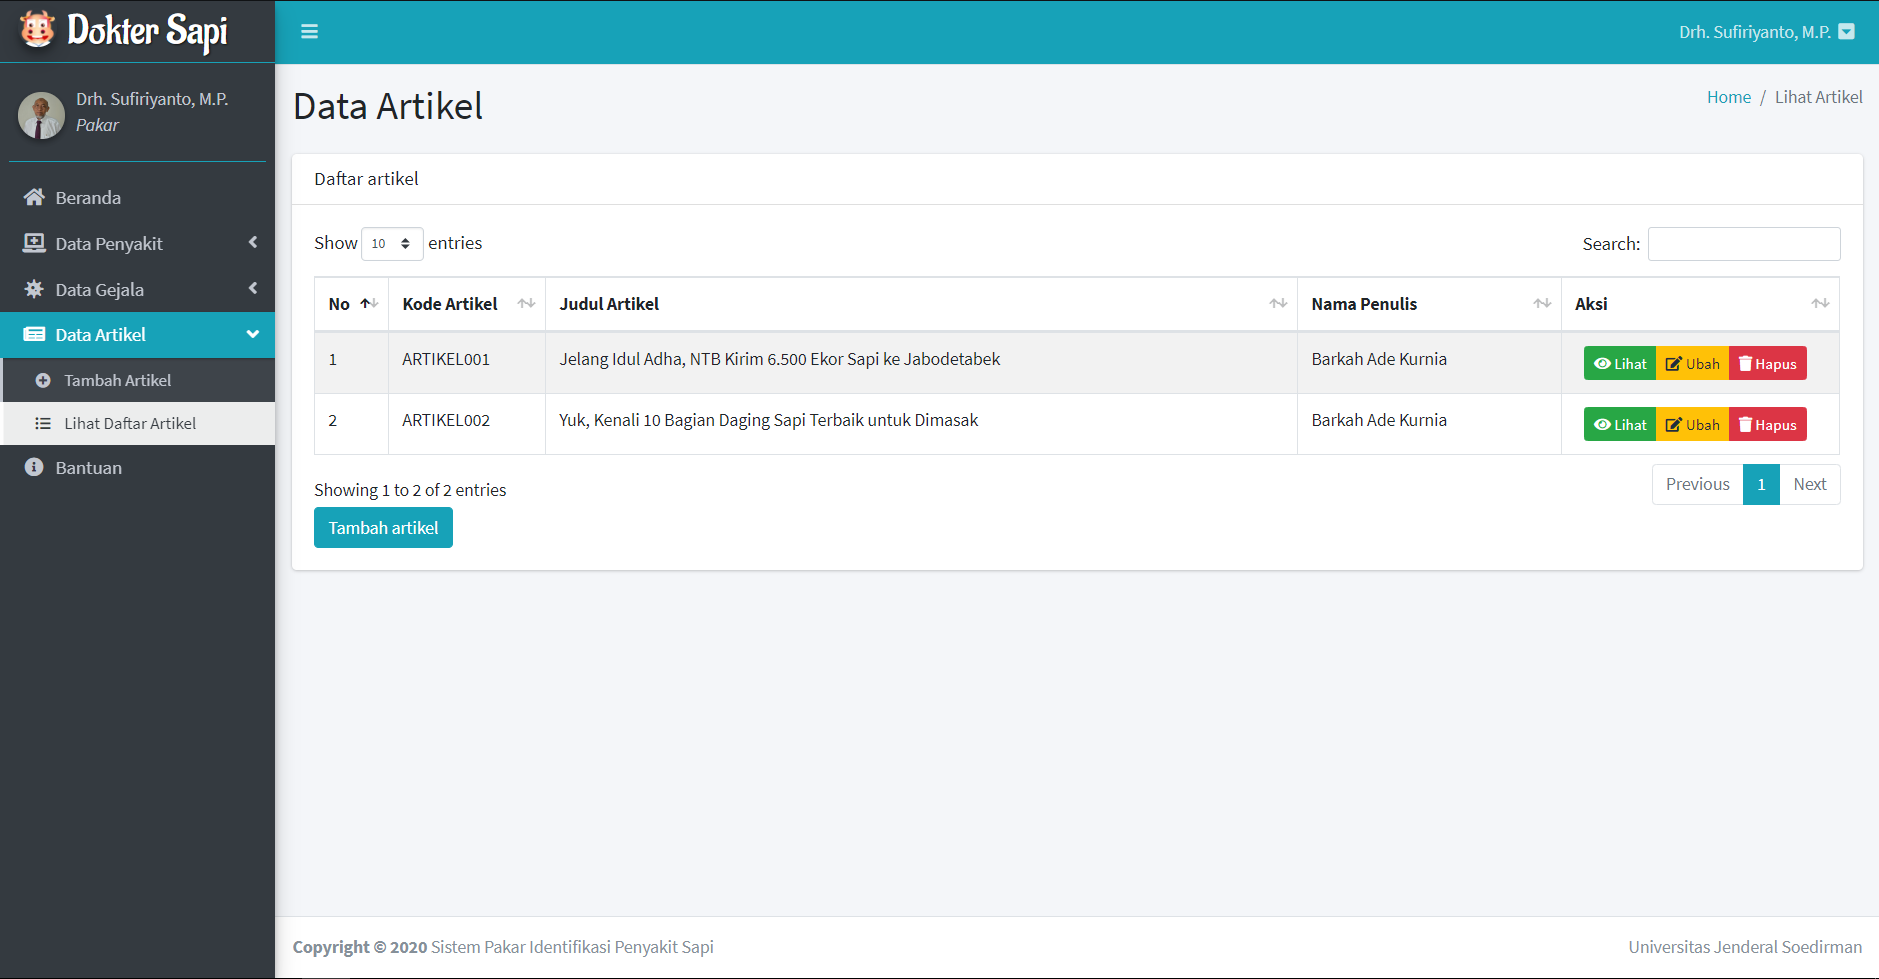 Dokter Sapi
Drh. Sufiriyanto, M.P.
Drh. Sufiriyanto, M.P.
Pakar
Beranda
Data Penyakit
Data Gejala
Data Artikel
Tambah Artikel
Lihat Daftar Artikel
Bantuan
Data Artikel
Home / Lihat Artikel
Daftar artikel
Show 10 entries
Search:
No Kode Artikel Judul Artikel Nama Penulis Aksi
1 ARTIKEL001 Jelang Idul Adha, NTB Kirim 6.500 Ekor Sapi ke Jabodetabek Barkah Ade Kurnia Lihat Ubah Hapus
2 ARTIKEL002 Yuk, Kenali 10 Bagian Daging Sapi Terbaik untuk Dimasak Barkah Ade Kurnia Lihat Ubah Hapus
Showing 1 to 2 of 2 entries
Previous 1 Next
Tambah artikel
Copyright © 2020 Sistem Pakar Identifikasi Penyakit Sapi
Universitas Jenderal Soedirman